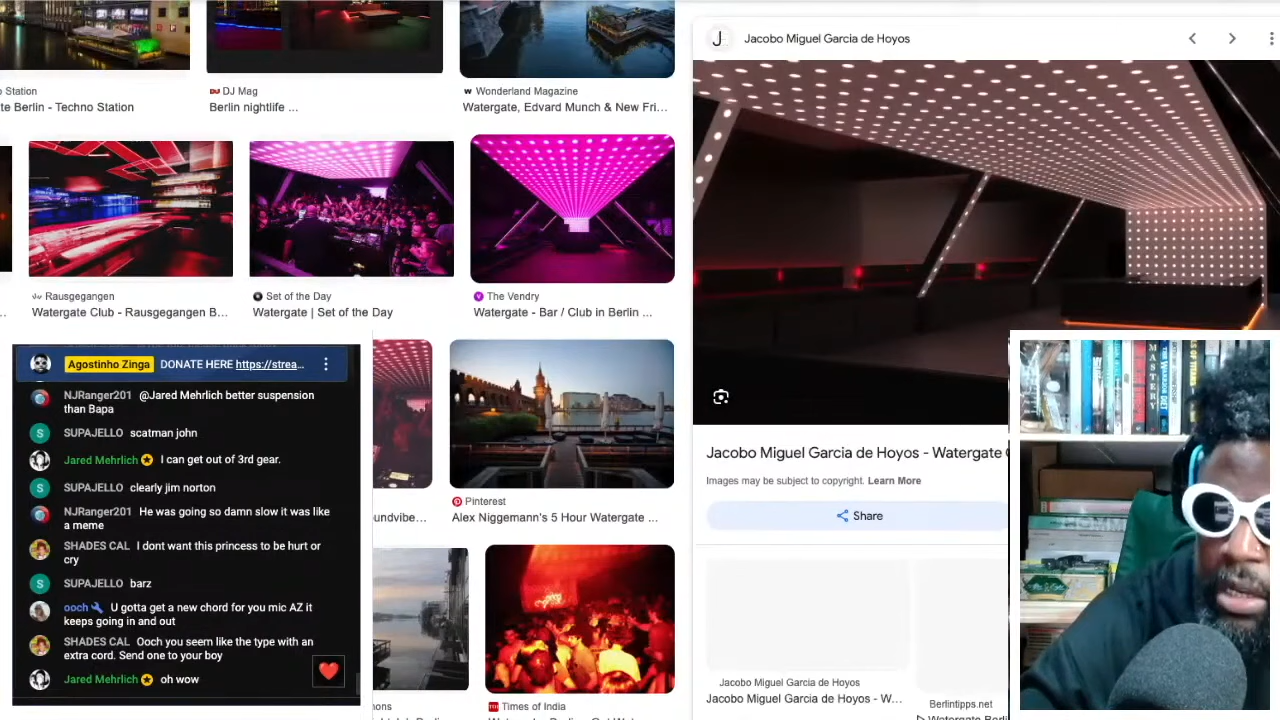 Station
te Berlin - Techno Station
DJ Mag
Berlin nightlife ...
w Wonderland Magazine
Watergate, Edvard Munch & New Fri...
Rausgegangen
Watergate Club - Rausgegangen B...
Set of the Day
Watergate | Set of the Day
The Vendry
Watergate - Bar / Club in Berlin ...
undvibe...
Pinterest
Alex Niggemann's 5 Hour Watergate ...
Times of India
J Jacobo Miguel Garcia de Hoyos
Jacobo Miguel Garcia de Hoyos - Watergate
Images may be subject to copyright. Learn More
Share
Jacobo Miguel Garcia de Hoyos
Jacobo Miguel Garcia de Hoyos - W...
Berlintipps.net
Agostinho Zinga DONATE HERE https://strea...
NJRanger201 @Jared Mehrlich better suspension
than Bapa
SUPAJELLO scatman john
Jared Mehrlich I can get out of 3rd gear.
SUPAJELLO clearly jim norton
NJRanger201 He was going so damn slow it was like
a meme
SHADES CAL I dont want this princess to be hurt or
cry
SUPAJELLO barz
ooch U gotta get a new chord for you mic AZ it
keeps going in and out
SHADES CAL Ooch you seem like the type with an
extra cord. Send one to your boy
Jared Mehrlich oh wow
MASTERY